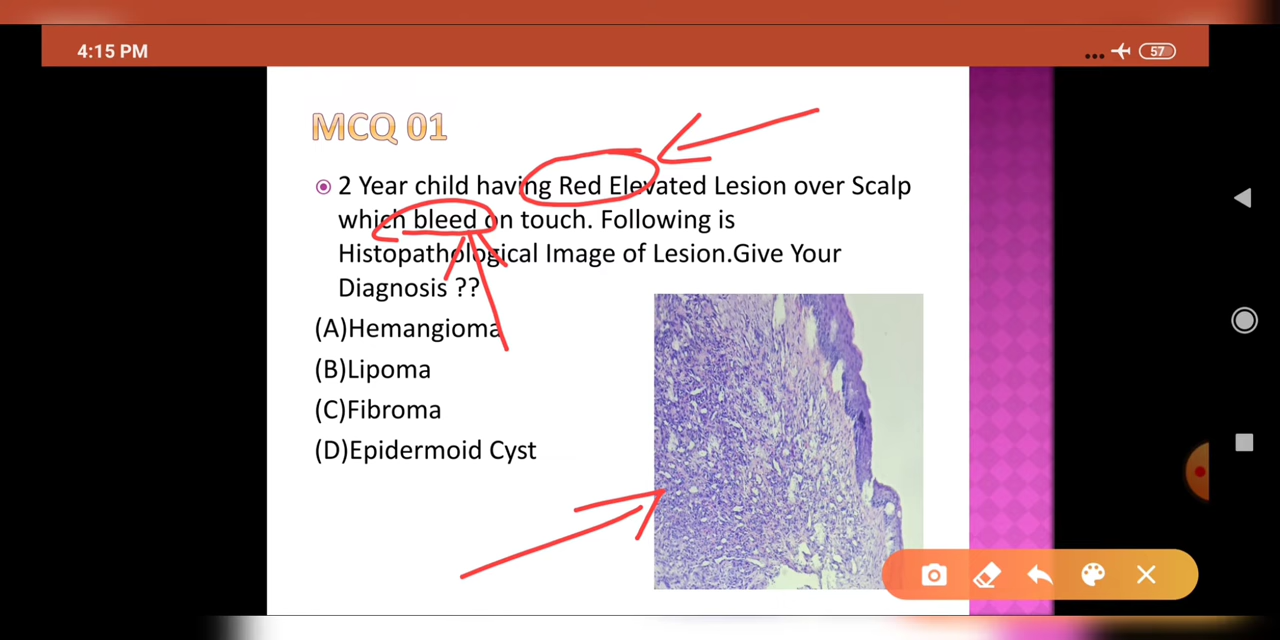 4:15 PM
57
MCQ 01
2 Year child having Red Elevated Lesion over Scalp
which bleed on touch. Following is
Histopathological Image of Lesion.Give Your
Diagnosis ??
(A)Hemangioma
(B)Lipoma
(C)Fibroma
(D)Epidermoid Cyst